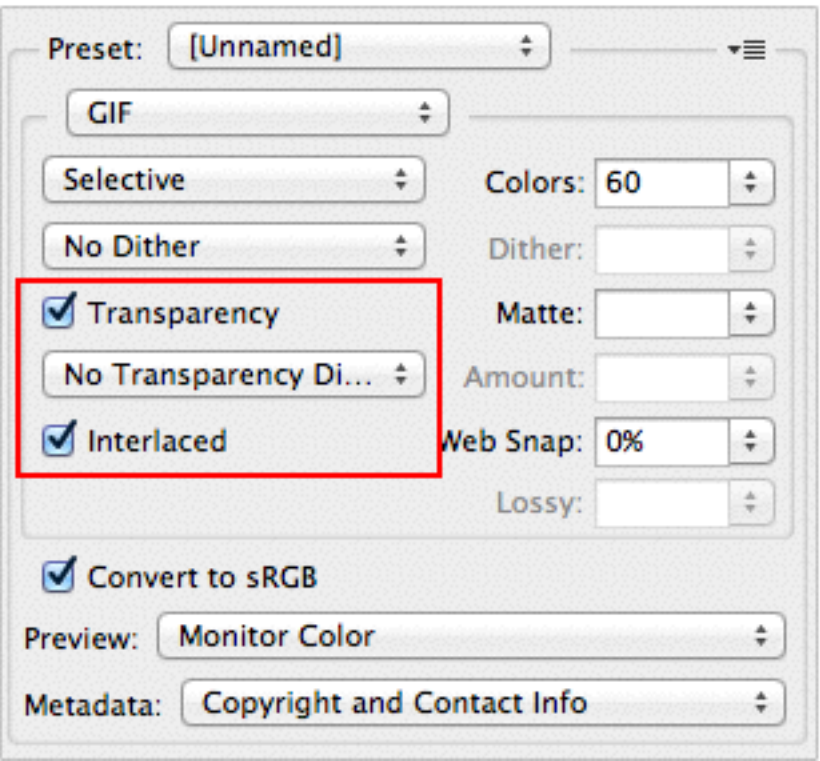 Preset: [Unnamed]
GIF
Selective Colors: 60
No Dither Dither:
Transparency Matte:
No Transparency Di... Amount:
Interlaced Web Snap: 0%
Lossy:
Convert to sRGB
Preview: Monitor Color
Metadata: Copyright and Contact Info